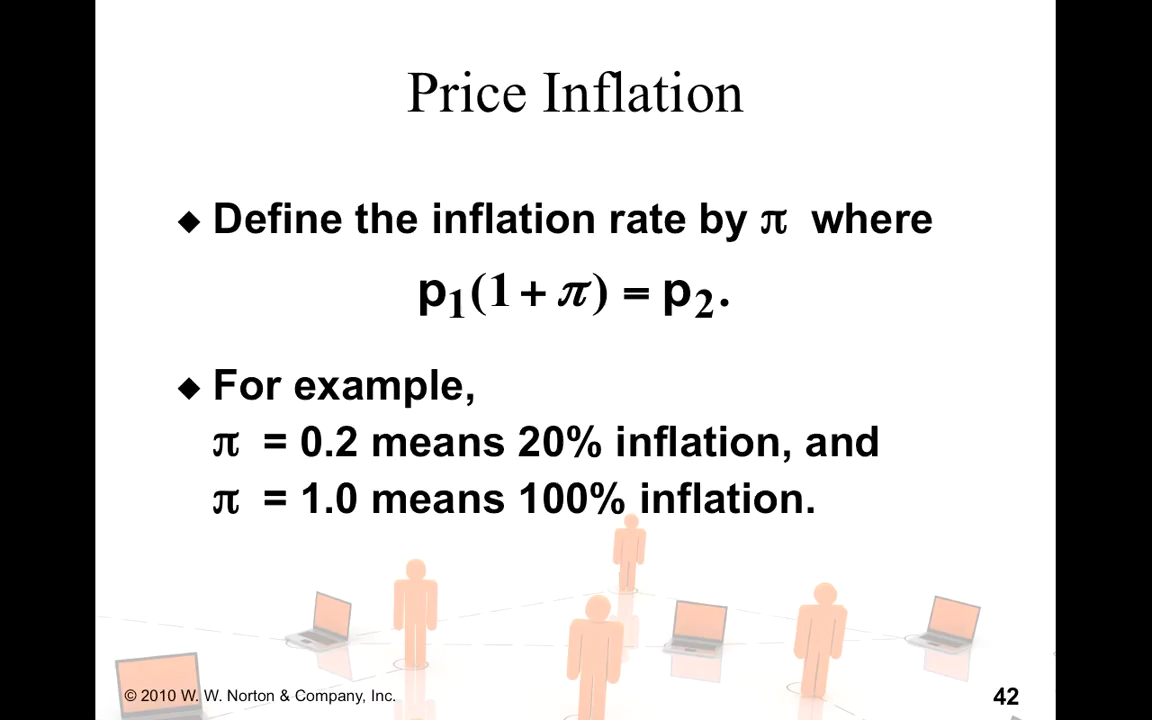 Price Inflation
◆ Define the inflation rate by π where
p₁(1 + π) = p₂.
◆ For example,
π = 0.2 means 20% inflation, and
π = 1.0 means 100% inflation.
© 2010 W. W. Norton & Company, Inc.
42